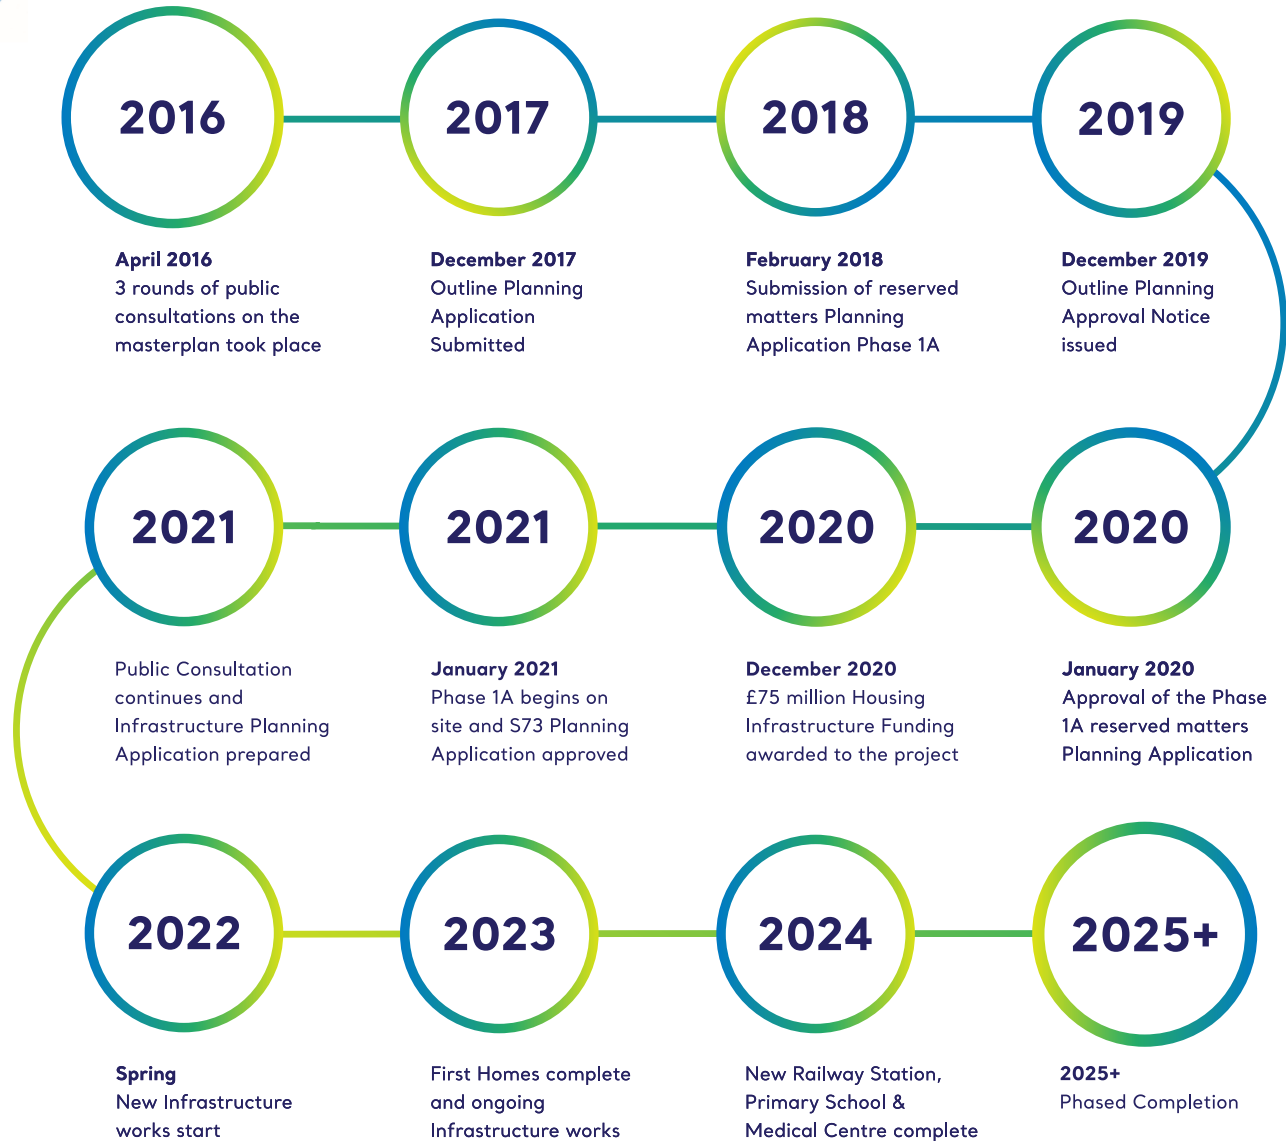 2016
2017
2018
2019
April 2016
3 rounds of public
consultations on the
masterplan took place
December 2017
Outline Planning
Application
Submitted
February 2018
Submission of reserved
matters Planning
Application Phase 1A
December 2019
Outline Planning
Approval Notice
issued
2021
2021
2020
2020
Public Consultation
continues and
Infrastructure Planning
Application prepared
January 2021
Phase 1A begins on
site and S73 Planning
Application approved
December 2020
£75 million Housing
Infrastructure Funding
awarded to the project
January 2020
Approval of the Phase
1A reserved matters
Planning Application
2022
2023
2024
2025+
Spring
New Infrastructure
works start
First Homes complete
and ongoing
Infrastructure works
New Railway Station,
Primary School &
Medical Centre complete
2025+
Phased Completion